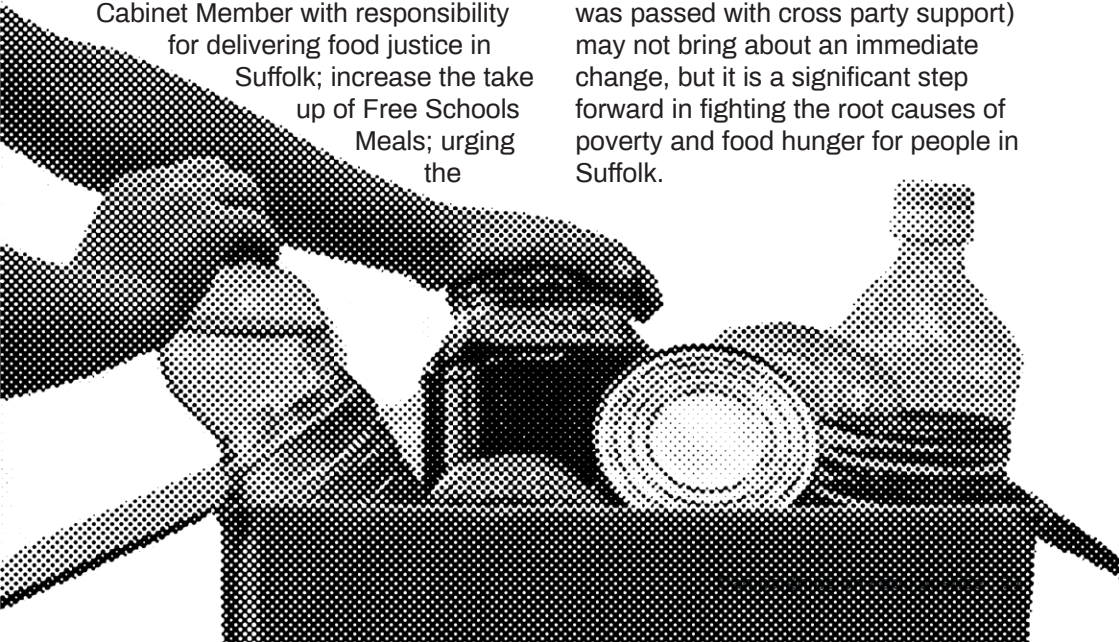 Cabinet Member with responsibility
for delivering food justice in
Suffolk; increase the take
up of Free Schools
Meals; urging
the
was passed with cross party support)
may not bring about an immediate
change, but it is a significant step
forward in fighting the root causes of
poverty and food hunger for people in
Suffolk.